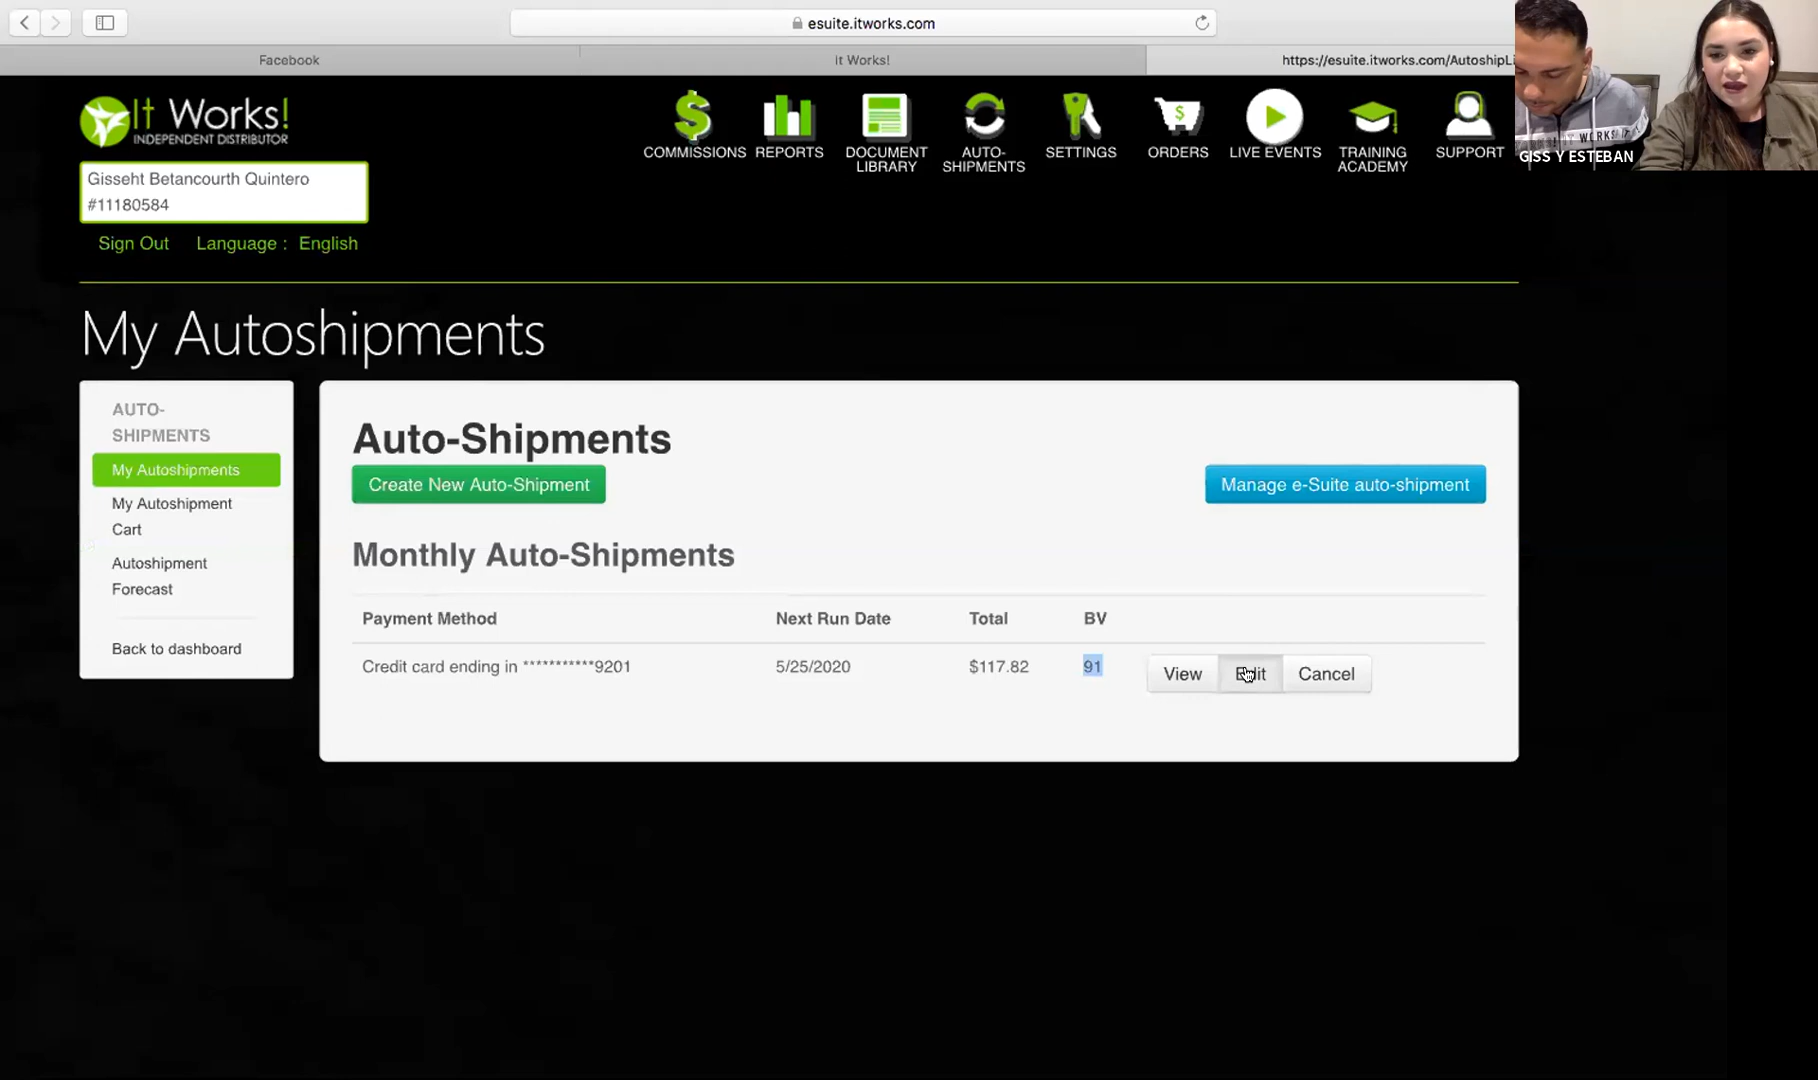 esuite.itworks.com
Facebook
it Works!
https://esuite.itworks.com/AutoshipLi
It Works!
INDEPENDENT DISTRIBUTOR
COMMISSIONS
REPORTS
DOCUMENT
LIBRARY
AUTO-
SHIPMENTS
SETTINGS
ORDERS
LIVE EVENTS
TRAINING
ACADEMY
SUPPORT
GISS Y ESTEBAN
Gisseht Betancourth Quintero
#11180584
Sign Out Language : English
My Autoshipments
AUTO-
SHIPMENTS
My Autoshipments
My Autoshipment
Cart
Autoshipment
Forecast
Back to dashboard
Auto-Shipments
Create New Auto-Shipment
Manage e-Suite auto-shipment
Monthly Auto-Shipments
Payment Method Next Run Date Total BV
Credit card ending in ***********9201 5/25/2020 $117.82 91 View Edit Cancel